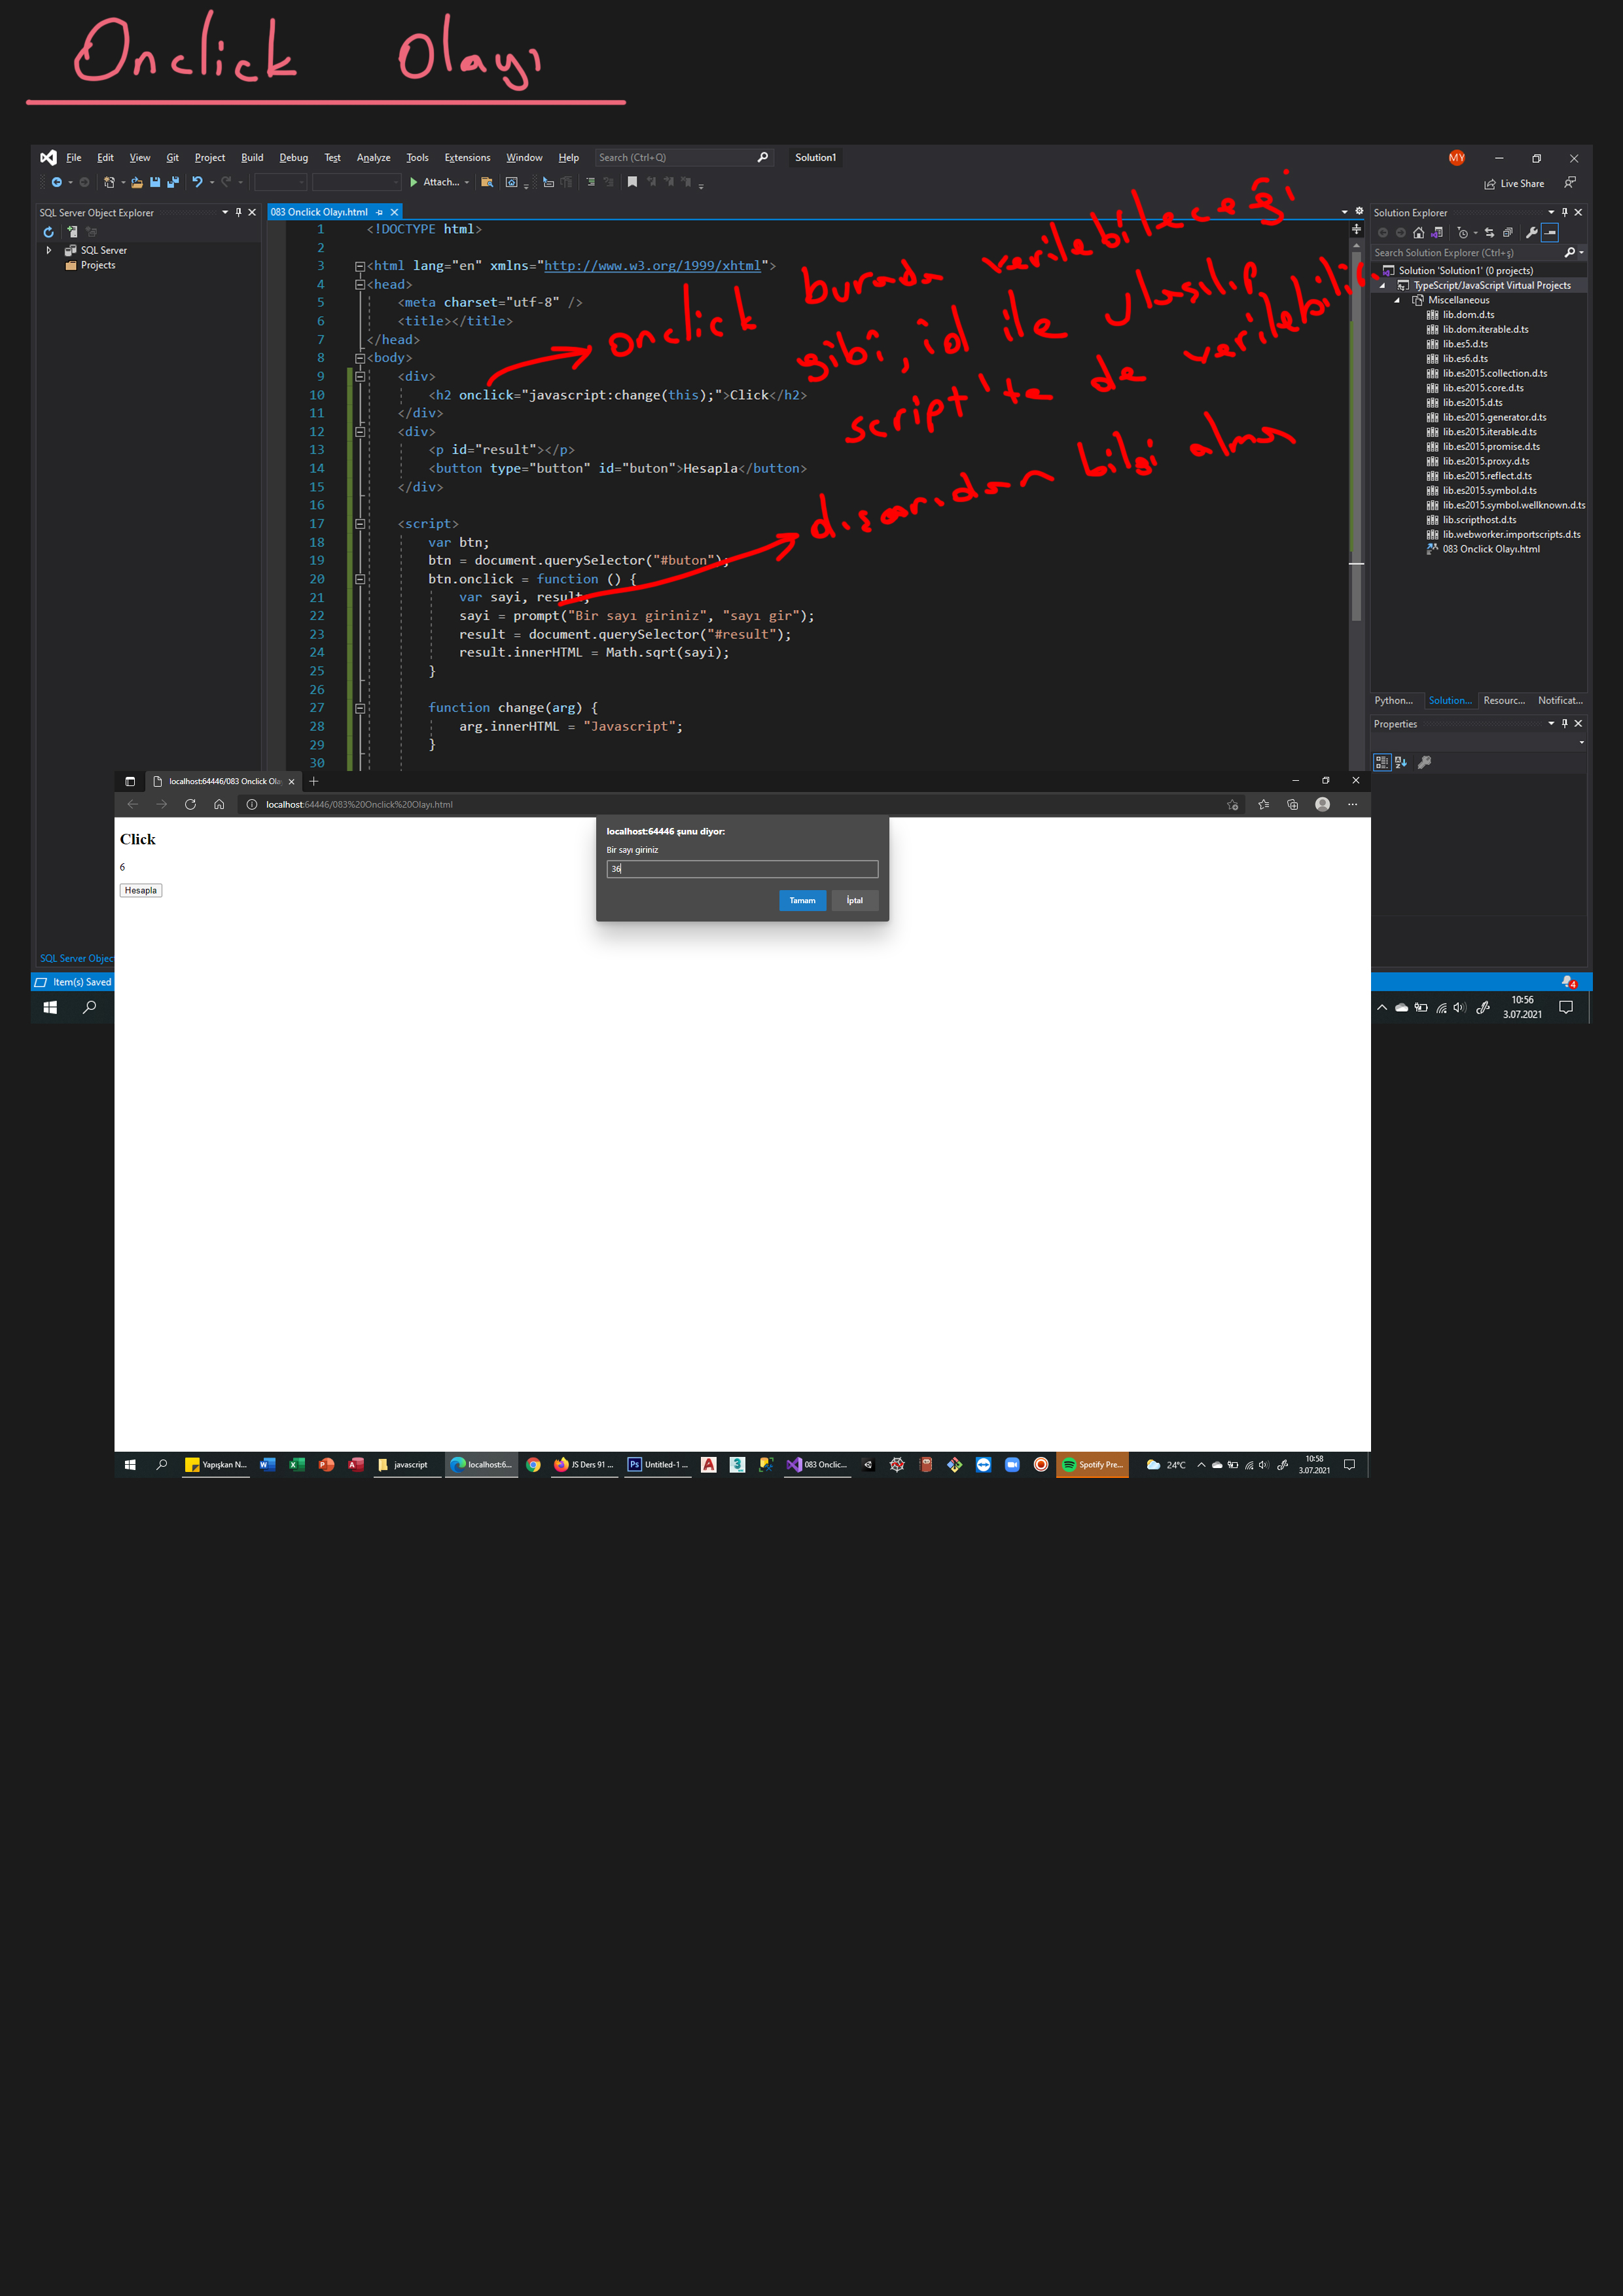 Onclick Olayı
File Edit View Git Project Build Debug Test Analyze Tools Extensions Window Help Search (Ctrl+Q) Solution1 MY
Attach... Live Share
SQL Server Object Explorer
SQL Server
Projects
083 Onclick Olayı.html
1 <!DOCTYPE html>
2
3 <html lang="en" xmlns="http://www.w3.org/1999/xhtml">
4 <head>
5 <meta charset="utf-8" />
6 <title></title>
7 </head>
8 <body>
9 <div>
10 <h2 onclick="javascript:change(this);">Click</h2>
11 </div>
12 <div>
13 <p id="result"></p>
14 <button type="button" id="buton">Hesapla</button>
15 </div>
16
17 <script>
18 var btn;
19 btn = document.querySelector("#buton");
20 btn.onclick = function () {
21 var sayi, result;
22 sayi = prompt("Bir sayı giriniz", "sayı gir");
23 result = document.querySelector("#result");
24 result.innerHTML = Math.sqrt(sayi);
25 }
26
27 function change(arg) {
28 arg.innerHTML = "Javascript";
29 }
30
onclick burada verilebileceği
gibi, id ile ulaşılıp
script'te de verilebilir
dışarıdan bilgi alma
Solution Explorer
Search Solution Explorer (Ctrl+ş)
Solution 'Solution1' (0 projects)
TypeScript/JavaScript Virtual Projects
Miscellaneous
lib.dom.d.ts
lib.dom.iterable.d.ts
lib.es5.d.ts
lib.es6.d.ts
lib.es2015.collection.d.ts
lib.es2015.core.d.ts
lib.es2015.d.ts
lib.es2015.generator.d.ts
lib.es2015.iterable.d.ts
lib.es2015.promise.d.ts
lib.es2015.proxy.d.ts
lib.es2015.reflect.d.ts
lib.es2015.symbol.d.ts
lib.es2015.symbol.wellknown.d.ts
lib.scripthost.d.ts
lib.webworker.importscripts.d.ts
083 Onclick Olayı.html
Python... Solution... Resourc... Notificat...
Properties
SQL Server Objec
Item(s) Saved
4
10:56
3.07.2021
localhost:64446/083 Onclick Ola
localhost:64446/083%20Onclick%20Olayı.html
Click
6
Hesapla
localhost:64446 şunu diyor:
Bir sayı giriniz
36
Tamam İptal
Yapışkan N... javascript localhost:6... JS Ders 91 ... Untitled-1 ... 083 Onclic... Spotify Pre... 24°C
10:58
3.07.2021